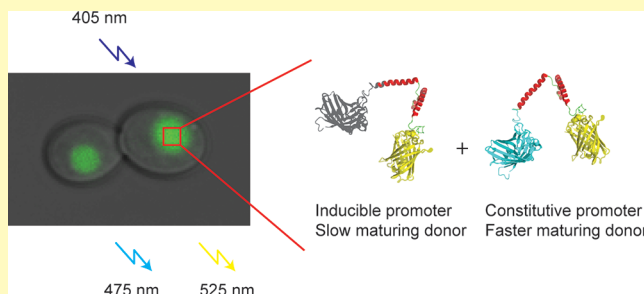 405 nm
+
Inducible promoter
Slow maturing donor
Constitutive promoter
Faster maturing donor
475 nm
525 nm